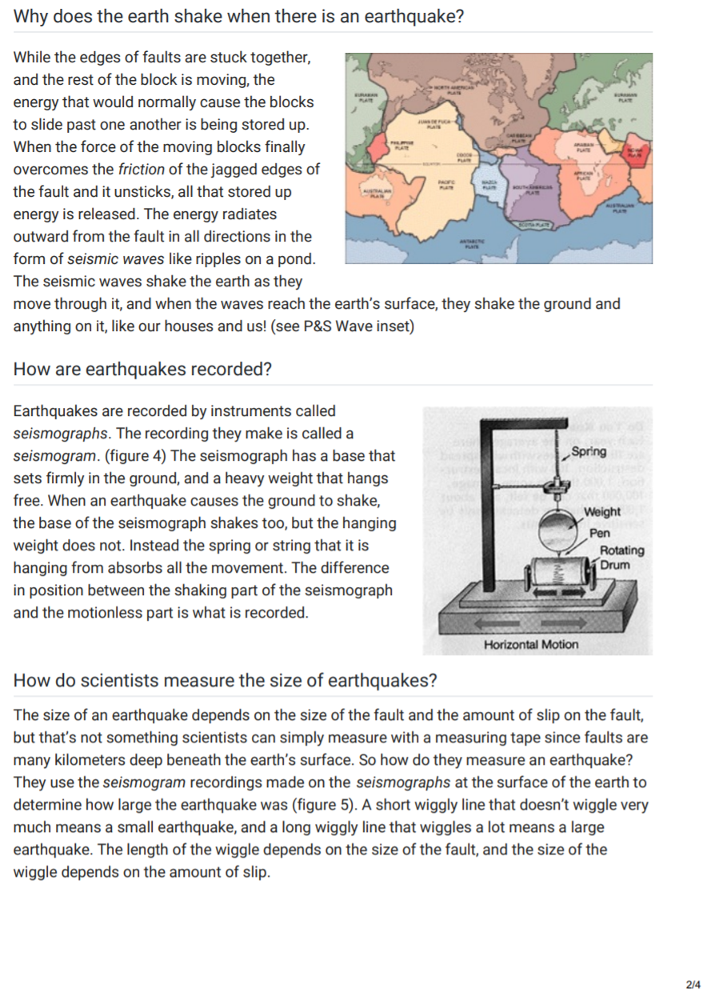 Why does the earth shake when there is an earthquake?
While the edges of faults are stuck together,
and the rest of the block is moving, the
energy that would normally cause the blocks
to slide past one another is being stored up.
When the force of the moving blocks finally
overcomes the friction of the jagged edges of
the fault and it unsticks, all that stored up
energy is released. The energy radiates
outward from the fault in all directions in the
form of seismic waves like ripples on a pond.
The seismic waves shake the earth as they
move through it, and when the waves reach the earth's surface, they shake the ground and
anything on it, like our houses and us! (see P&S Wave inset)
NORTH AMERICAN
PLATE
EURASIAN
PLATE
EURASIAN
PLATE
JUAN DE FUCA
PLATE
CARIBBEAN
PLATE
PHILIPPINE
PLATE
ARABIAN
PLATE
INDIAN
PLATE
COCOS
PLATE
EQUATOR
AUSTRALIAN
PLATE
PACIFIC
PLATE
NAZCA
PLATE
SOUTH AMERICAN
PLATE
AFRICAN
PLATE
AUSTRALIAN
PLATE
SCOTIA PLATE
ANTARCTIC
PLATE
How are earthquakes recorded?
Earthquakes are recorded by instruments called
seismographs. The recording they make is called a
seismogram. (figure 4) The seismograph has a base that
sets firmly in the ground, and a heavy weight that hangs
free. When an earthquake causes the ground to shake,
the base of the seismograph shakes too, but the hanging
weight does not. Instead the spring or string that it is
hanging from absorbs all the movement. The difference
in position between the shaking part of the seismograph
and the motionless part is what is recorded.
Spring
Weight
Pen
Rotating
Drum
Horizontal Motion
How do scientists measure the size of earthquakes?
The size of an earthquake depends on the size of the fault and the amount of slip on the fault,
but that's not something scientists can simply measure with a measuring tape since faults are
many kilometers deep beneath the earth's surface. So how do they measure an earthquake?
They use the seismogram recordings made on the seismographs at the surface of the earth to
determine how large the earthquake was (figure 5). A short wiggly line that doesn't wiggle very
much means a small earthquake, and a long wiggly line that wiggles a lot means a large
earthquake. The length of the wiggle depends on the size of the fault, and the size of the
wiggle depends on the amount of slip.
2/4